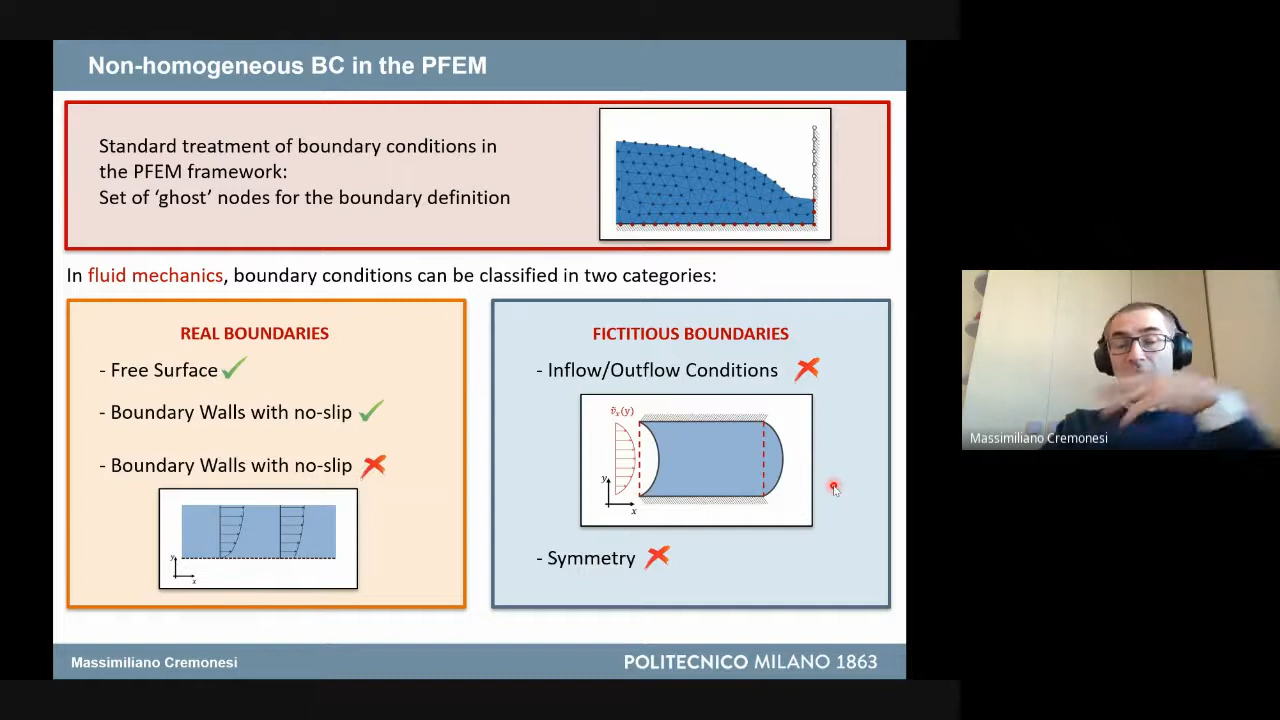 Non-homogeneous BC in the PFEM
Standard treatment of boundary conditions in
the PFEM framework:
Set of ‘ghost’ nodes for the boundary definition
In fluid mechanics, boundary conditions can be classified in two categories:
REAL BOUNDARIES
- Free Surface
- Boundary Walls with no-slip
- Boundary Walls with no-slip
y
x
FICTITIOUS BOUNDARIES
- Inflow/Outflow Conditions
v̄ₓ(y)
y
x
- Symmetry
Massimiliano Cremonesi
POLITECNICO MILANO 1863
Massimiliano Cremonesi